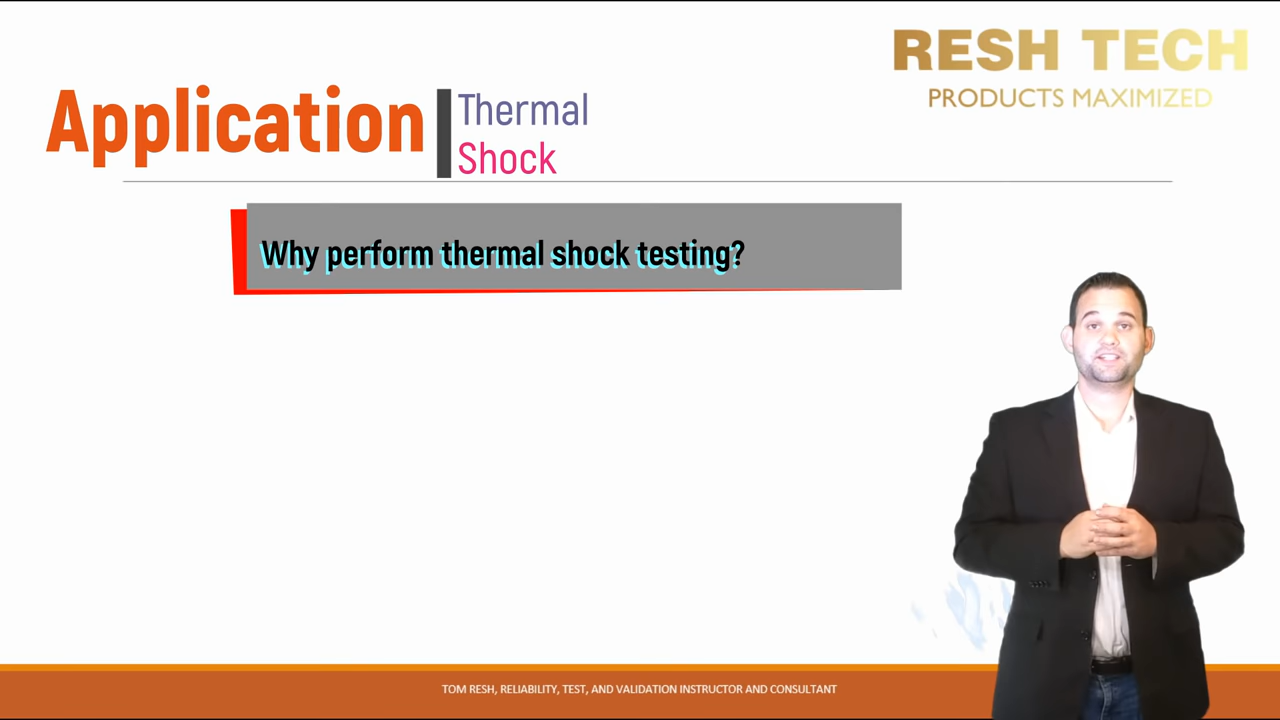 RESH TECH
PRODUCTS MAXIMIZED
Application
Thermal
Shock
Why perform thermal shock testing?
TOM RESH, RELIABILITY, TEST, AND VALIDATION INSTRUCTOR AND CONSULTANT